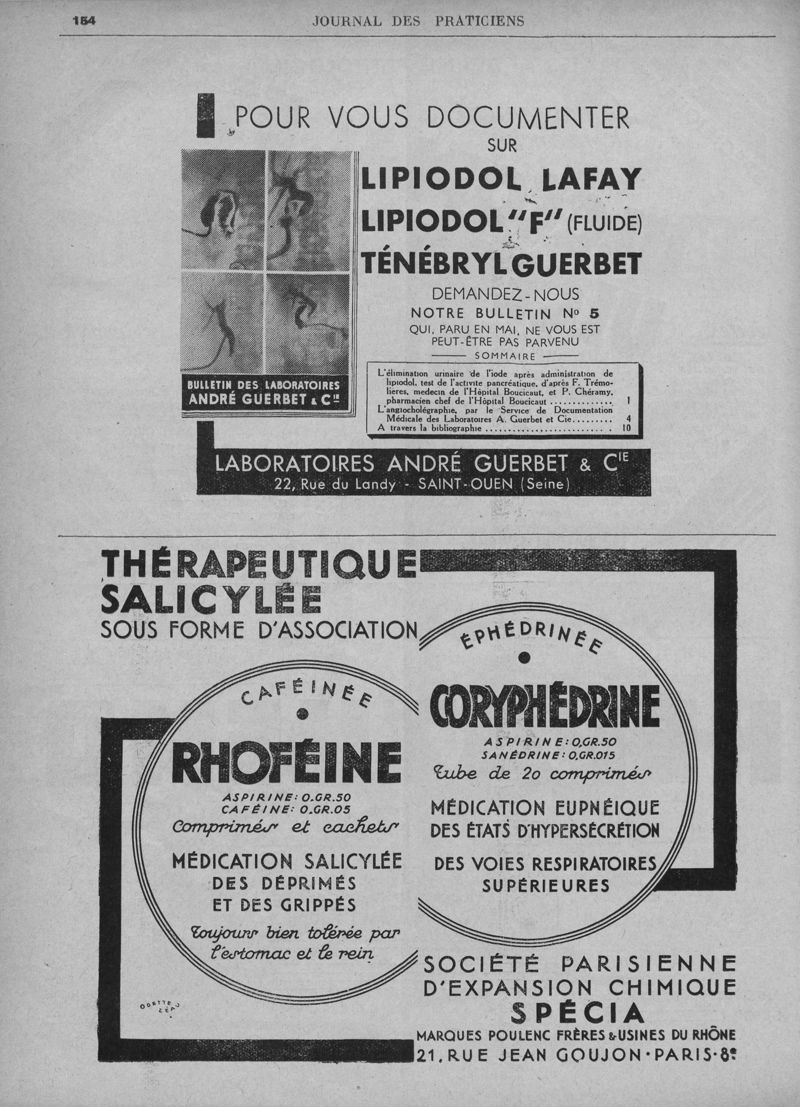 154
JOURNAL DES PRATICIENS
POUR VOUS DOCUMENTER
SUR
LIPIODOL LAFAY
LIPIODOL "F" (FLUIDE)
TÉNÉBRYL GUERBET
DEMANDEZ-NOUS
NOTRE BULLETIN Nº 5
QUI, PARU EN MAI, NE VOUS EST
PEUT-ÊTRE PAS PARVENU
SOMMAIRE
L'élimination urinaire de l'iode après administration de
lipiodol, test de l'activité pancréatique, d'après F. Trémo-
lieres, medecin de l'Hôpital Boucicaut, et P. Chéramy,
pharmacien chef de l'Hôpital Boucicaut ............. 1
L'angiocholégraphie, par le Service de Documentation
Médicale des Laboratoires A. Guerbet et Cie......... 4
A travers la bibliographie ............................ 10
BULLETIN DES LABORATOIRES
ANDRÉ GUERBET & CIE
LABORATOIRES ANDRÉ GUERBET & CIE
22, Rue du Landy - SAINT-OUEN (Seine)
THÉRAPEUTIQUE
SALICYLÉE
SOUS FORME D'ASSOCIATION
CAFÉINÉE
RHOFÉINE
ASPIRINE: 0.GR.50
CAFÉINE: 0.GR.05
Comprimés et cachets
MÉDICATION SALICYLÉE
DES DÉPRIMÉS
ET DES GRIPPÉS
Toujours bien tolérée par
l'estomac et le rein
ÉPHÉDRINÉE
CORYPHÉDRINE
ASPIRINE: 0,GR.50
SANÉDRINE: 0,GR.015
Tube de 20 comprimés
MÉDICATION EUPNÉIQUE
DES ÉTATS D'HYPERSÉCRÉTION
DES VOIES RESPIRATOIRES
SUPÉRIEURES
SOCIÉTÉ PARISIENNE
D'EXPANSION CHIMIQUE
SPÉCIA
MARQUES POULENC FRÈRES & USINES DU RHÔNE
21, RUE JEAN GOUJON · PARIS · 8e